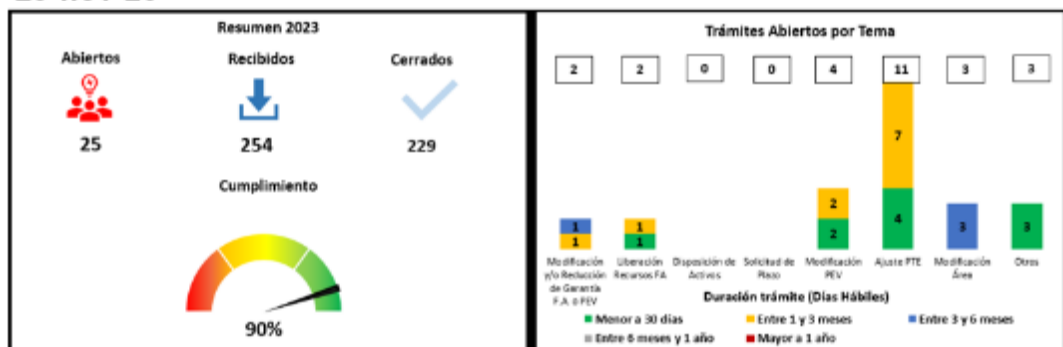 Resumen 2023
Abiertos Recibidos Cerrados
25 254 229
Cumplimiento
90%
Trámites Abiertos por Tema
2 2 0 0 4 11 3 3
7
1 1 2 4 3 3
1 1 2
Modificación y/o Reducción de Garantía F.A. o PEV
Liberación Recursos FA
Disposición de Activos
Solicitud de Plazo
Modificación PEV
Ajuste PTE
Modificación Área
Otros
Duración trámite (Días Hábiles)
Menor a 30 días Entre 1 y 3 meses Entre 3 y 6 meses
Entre 6 meses y 1 año Mayor a 1 año